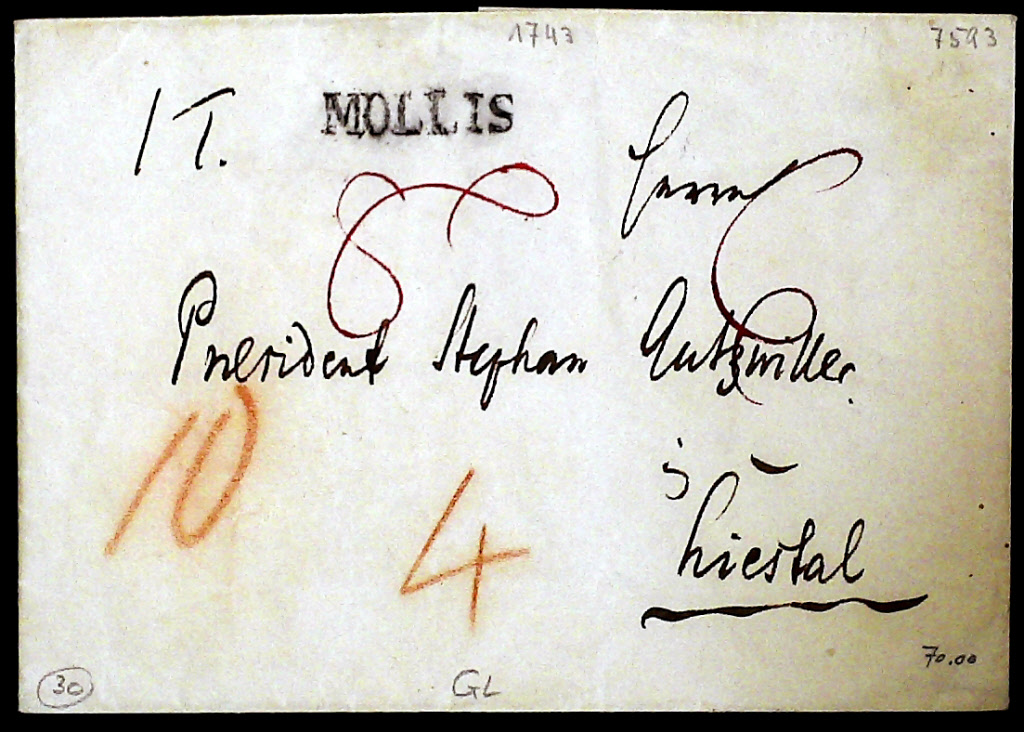 1743 7593
/ T. MOLLIS
Herrn
President Stephan Gutzwiller.
10
4
in
Liestal
70.00
30 GL